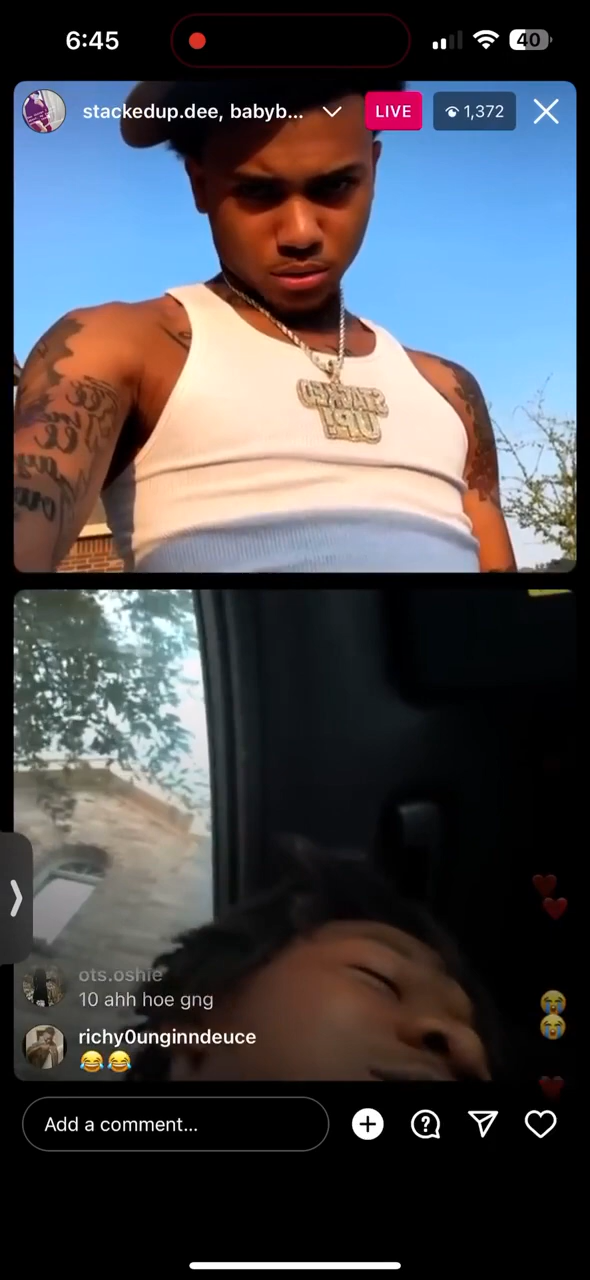 6:45
40
stackedup.dee, babyb...
LIVE
1,372
STACKED
UP!
ots.oshie
10 ahh hoe gng
richy0unginndeuce
😂😂
Add a comment...